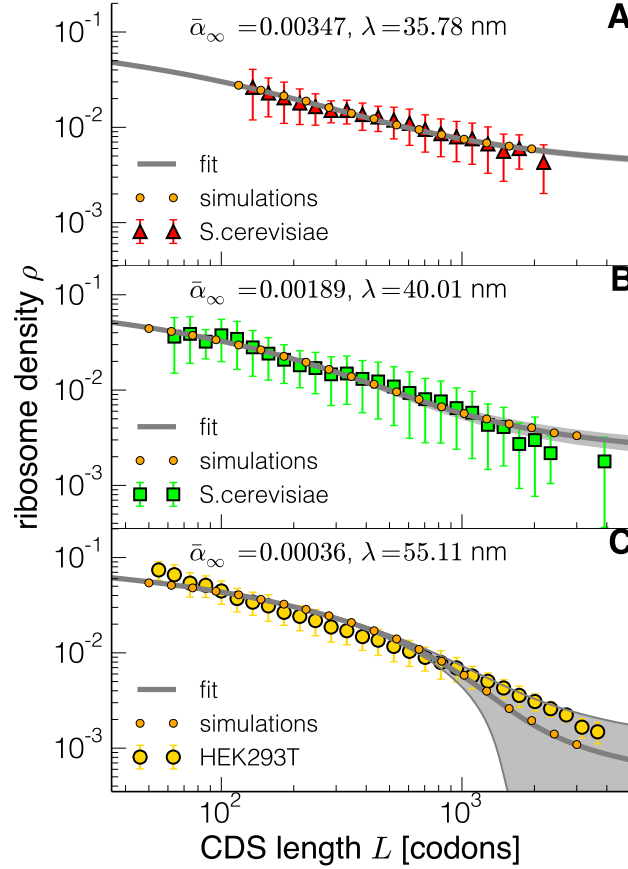 A
ᾱ∞ =0.00347, λ=35.78 nm
10⁻¹
10⁻²
10⁻³
fit
simulations
S.cerevisiae
B
ᾱ∞ =0.00189, λ=40.01 nm
10⁻¹
10⁻²
10⁻³
fit
simulations
S.cerevisiae
C
ᾱ∞ =0.00036, λ=55.11 nm
10⁻¹
10⁻²
10⁻³
fit
simulations
HEK293T
10² 10³
CDS length L [codons]
ribosome density ρ